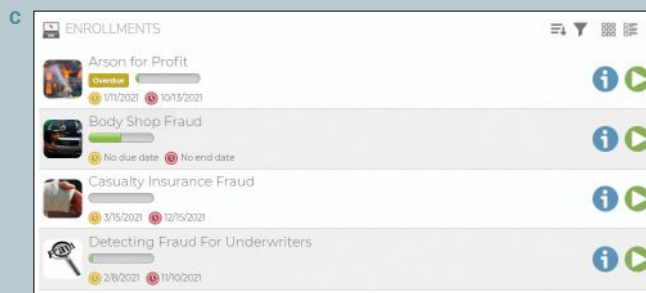 C
ENROLLMENTS
Arson for Profit
Overdue
1/11/2021 10/13/2021
Body Shop Fraud
No due date No end date
Casualty Insurance Fraud
3/15/2021 12/15/2021
Detecting Fraud For Underwriters
Fraud
2/8/2021 11/10/2021